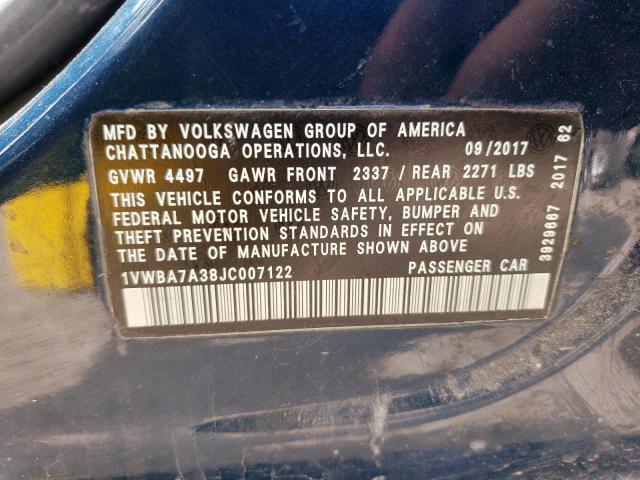 MFD BY VOLKSWAGEN GROUP OF AMERICA
CHATTANOOGA OPERATIONS, LLC. 09/2017
GVWR 4497 GAWR FRONT 2337 / REAR 2271 LBS
THIS VEHICLE CONFORMS TO ALL APPLICABLE U.S.
FEDERAL MOTOR VEHICLE SAFETY, BUMPER AND
THEFT PREVENTION STANDARDS IN EFFECT ON
THE DATE OF MANUFACTURE SHOWN ABOVE
1VWBA7A38JC007122 PASSENGER CAR
3929667 2017 62